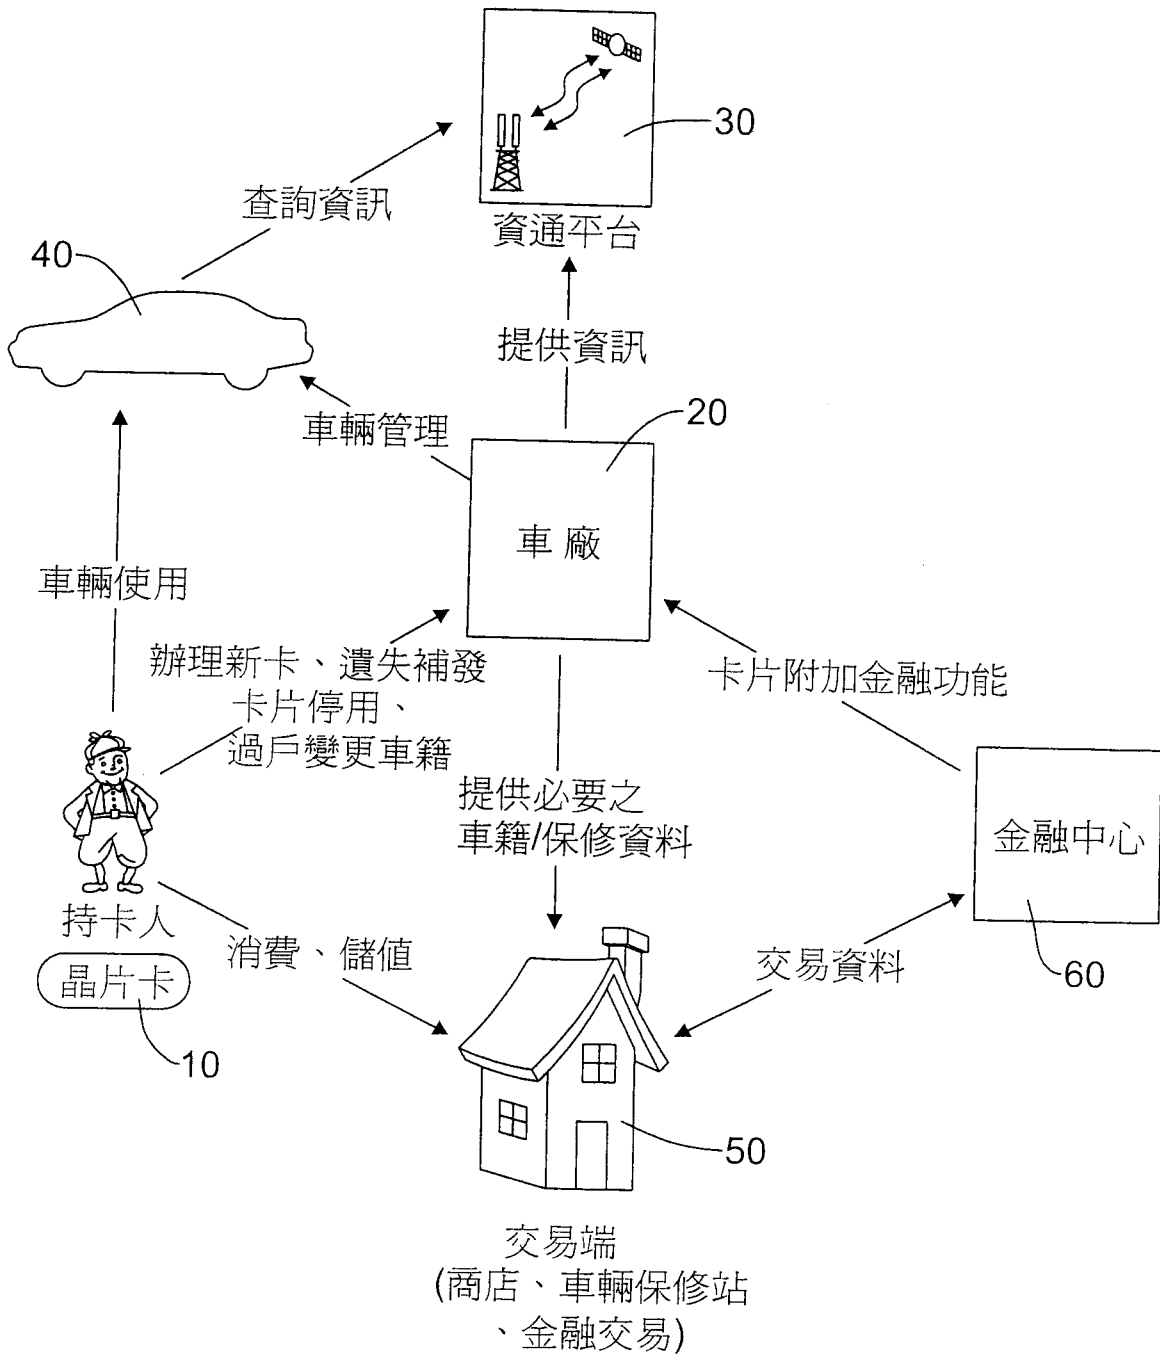 30
查詢資訊
資通平台
40
提供資訊
20
車輛管理
車廠
車輛使用
辦理新卡、遺失補發
卡片停用、
過戶變更車籍
卡片附加金融功能
提供必要之
車籍/保修資料
金融中心
持卡人
消費、儲值
交易資料
60
晶片卡
10
50
交易端
(商店、車輛保修站
、金融交易)